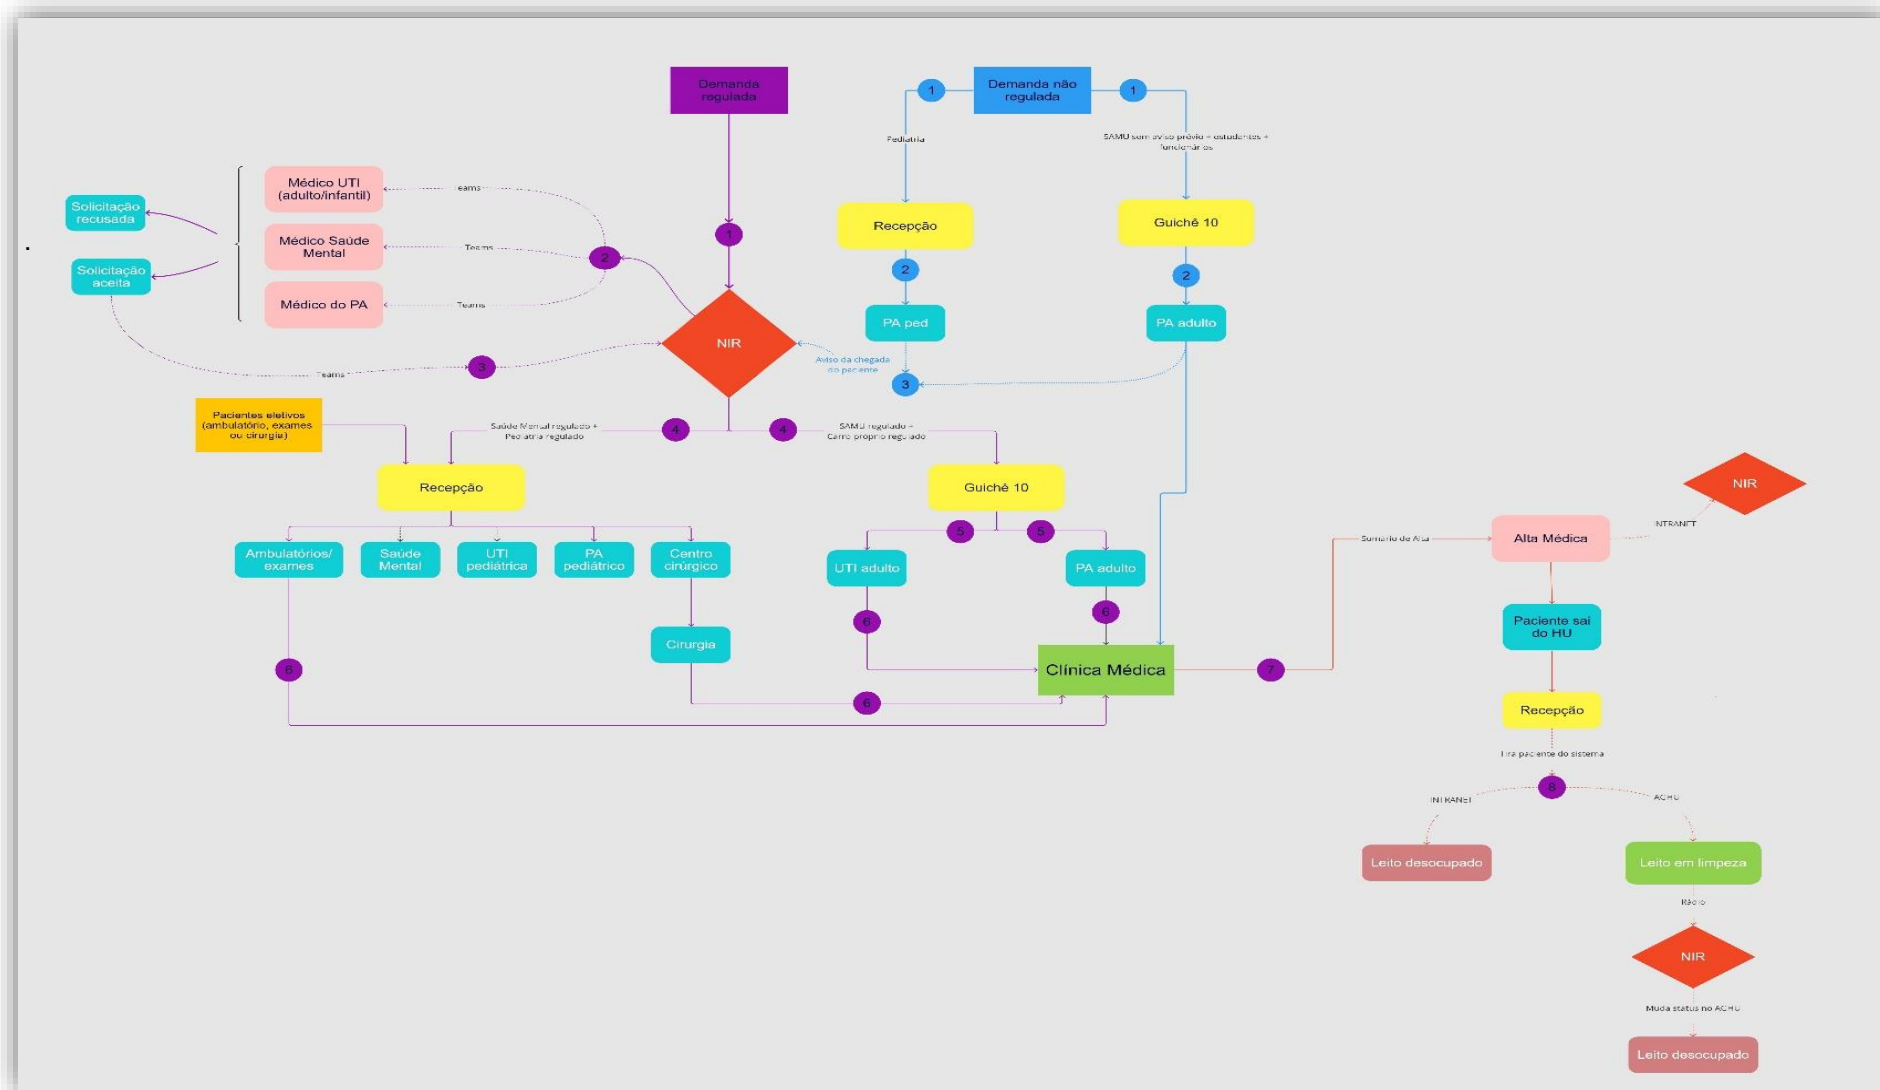 Demanda
regulada
1
Demanda não
regulada
1
Pediatria
SAMU sem aviso prévio + estudantes +
funcionários
Médico UTI
(adulto/infantil)
Teams
Solicitação
recusada
Médico Saúde
Mental
Teams
2
1
Recepção
Guichê 10
Solicitação
aceita
2
2
Médico do PA
Teams
PA ped
PA adulto
NIR
Aviso da chegada
do paciente
Teams
3
3
Pacientes eletivos
(ambulatório, exames
ou cirurgia)
Saúde Mental regulado +
Pediatria regulado
4
4
SAMU regulado +
Carro próprio regulado
Recepção
Guichê 10
NIR
5
5
INTRANET
Sumário de Alta
Alta Médica
Ambulatórios/
exames
Saúde
Mental
UTI
pediátrica
PA
pediátrico
Centro
cirúrgico
UTI adulto
PA adulto
6
6
Paciente sai
do HU
Cirurgia
6
Clínica Médica
7
6
Recepção
Tira paciente do sistema
8
INTRANET
ACHU
Leito desocupado
Leito em limpeza
Rádio
NIR
Muda status no ACHU
Leito desocupado